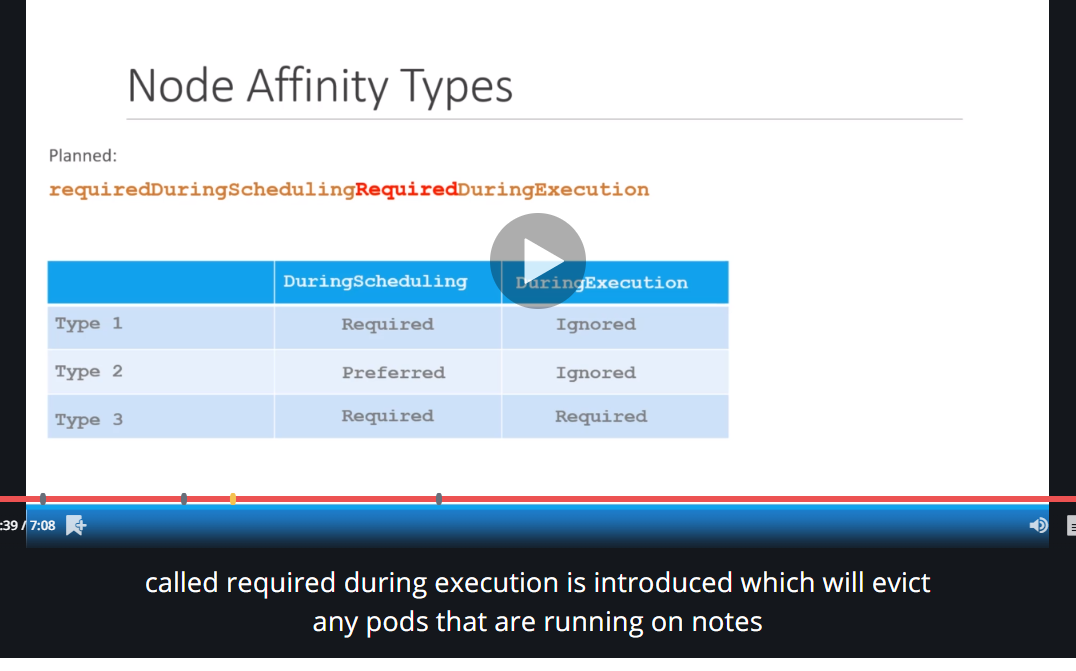 Node Affinity Types
Planned:
requiredDuringSchedulingRequiredDuringExecution
DuringScheduling DuringExecution
Type 1 Required Ignored
Type 2 Preferred Ignored
Type 3 Required Required
:39 / 7:08
called required during execution is introduced which will evict
any pods that are running on notes